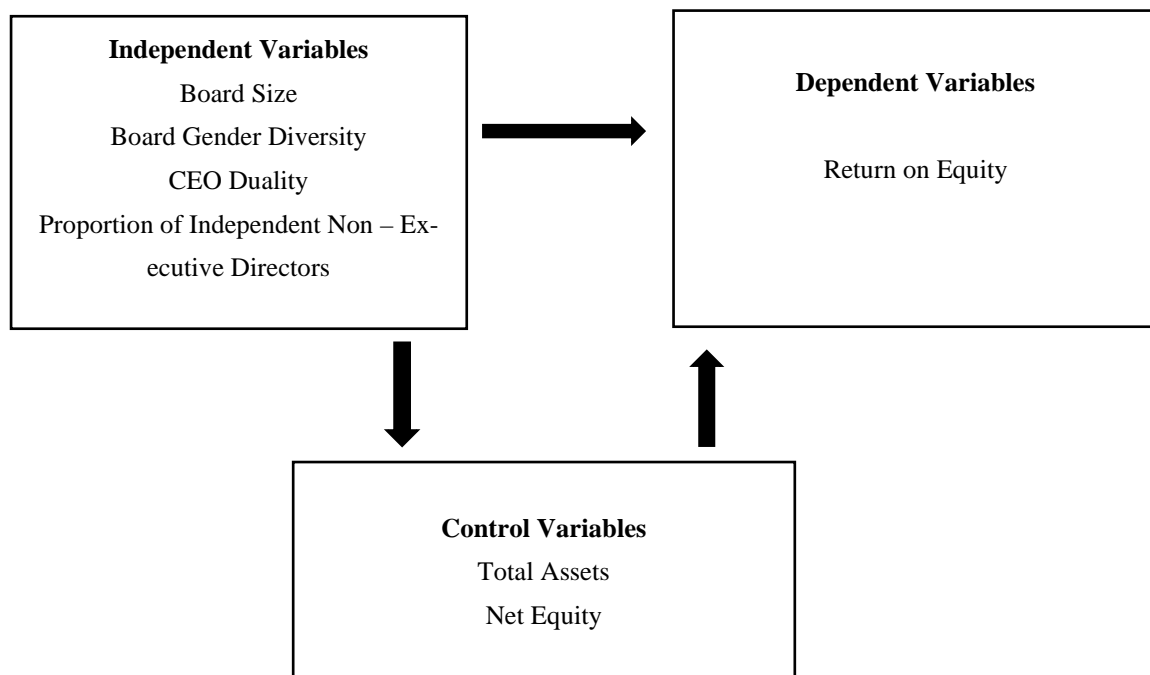 Independent Variables
Board Size
Board Gender Diversity
CEO Duality
Proportion of Independent Non – Ex-
ecutive Directors
Dependent Variables
Return on Equity
Control Variables
Total Assets
Net Equity